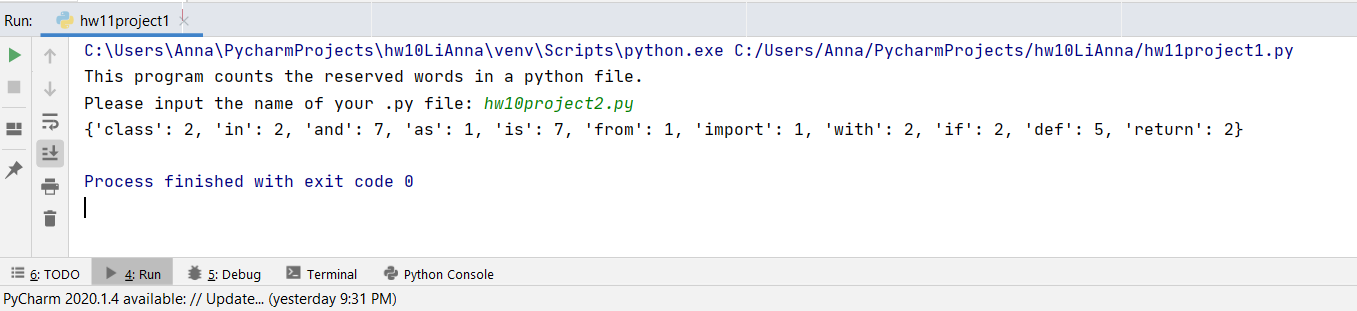 Run: hw11project1
C:\Users\Anna\PycharmProjects\hw10LiAnna\venv\Scripts\python.exe C:/Users/Anna/PycharmProjects/hw10LiAnna/hw11project1.py
This program counts the reserved words in a python file.
Please input the name of your .py file: hw10project2.py
{'class': 2, 'in': 2, 'and': 7, 'as': 1, 'is': 7, 'from': 1, 'import': 1, 'with': 2, 'if': 2, 'def': 5, 'return': 2}
Process finished with exit code 0
6: TODO 4: Run 5: Debug Terminal Python Console
PyCharm 2020.1.4 available: // Update... (yesterday 9:31 PM)